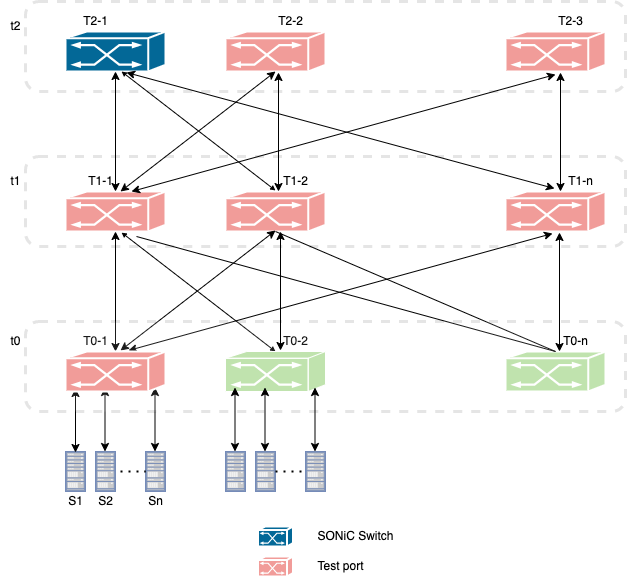 t2
T2-1
T2-2
T2-3
t1
T1-1
T1-2
T1-n
t0
T0-1
T0-2
T0-n
S1
S2
Sn
SONiC Switch
Test port